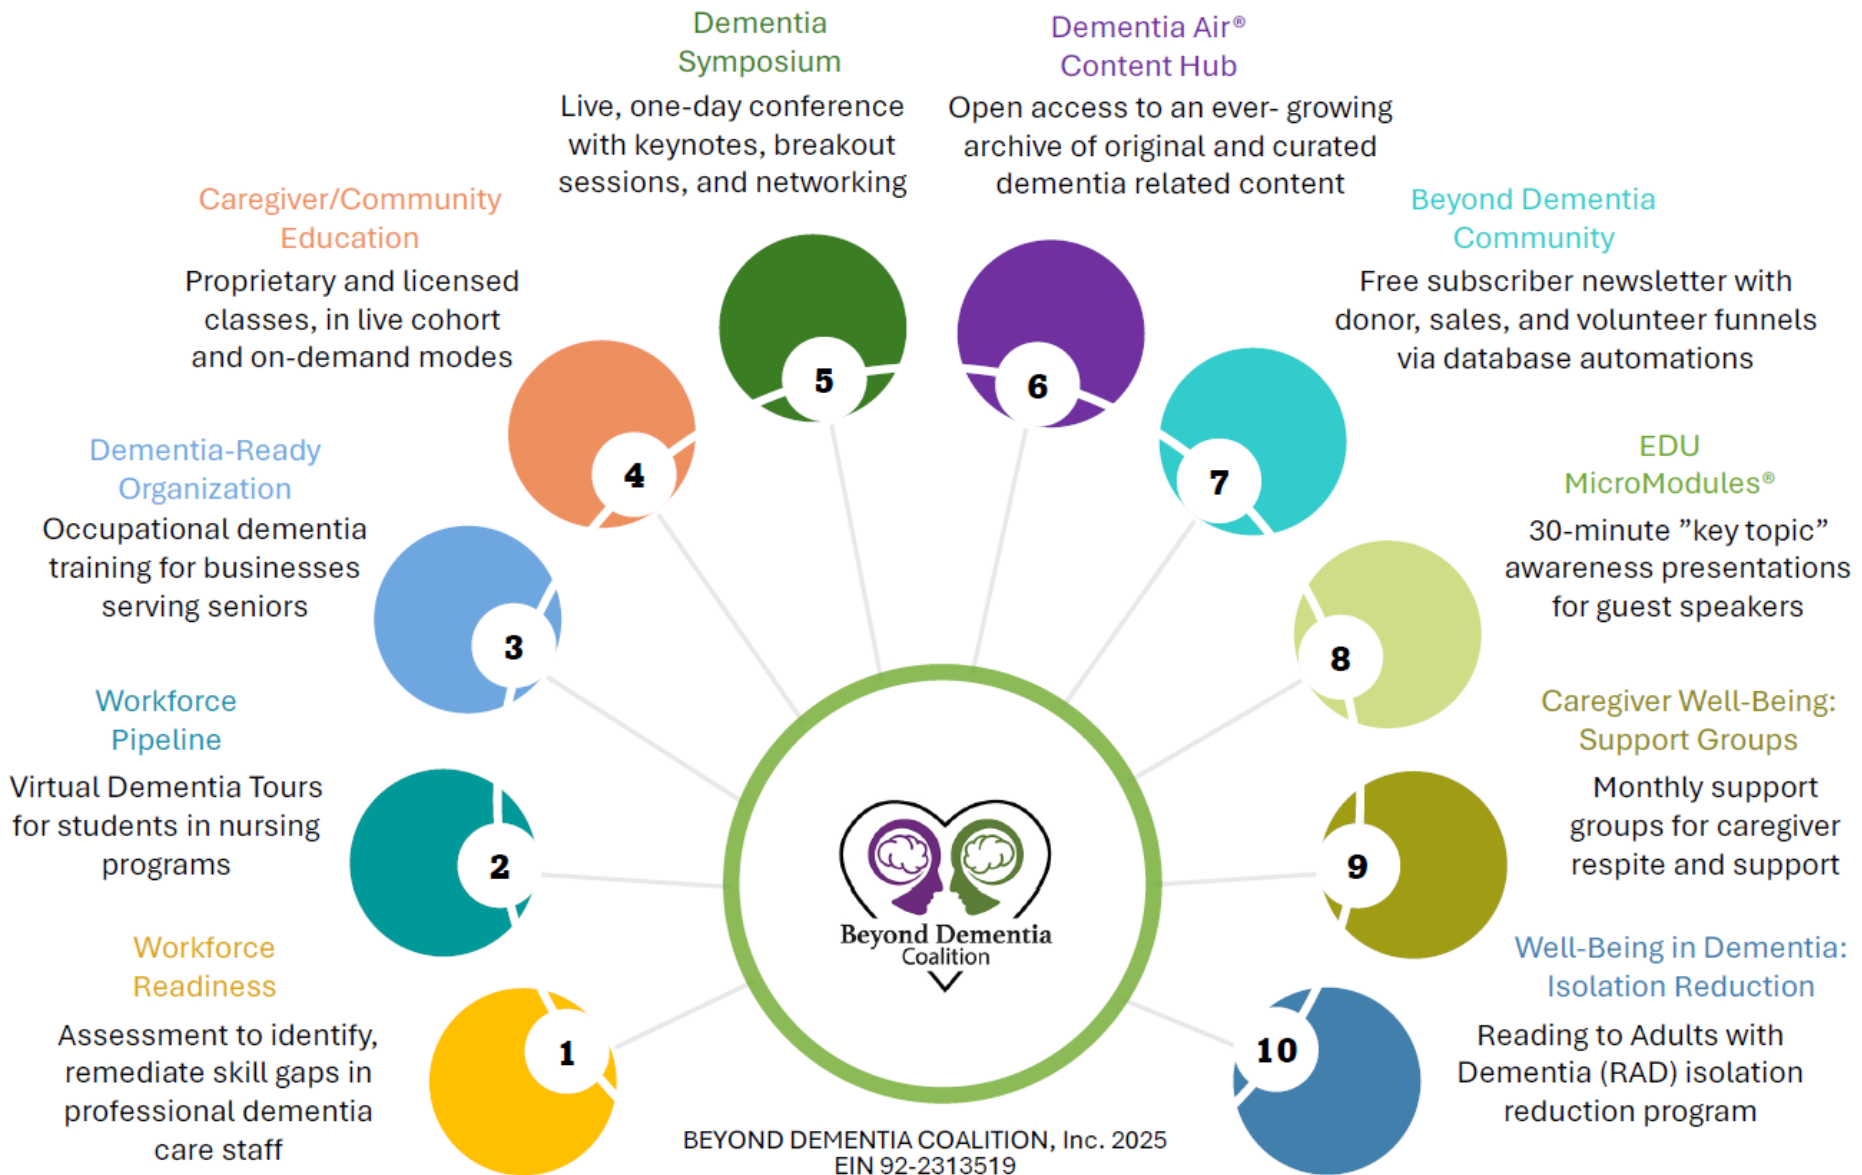 Dementia
Symposium
Live, one-day conference
with keynotes, breakout
sessions, and networking
Dementia Air®
Content Hub
Open access to an ever- growing
archive of original and curated
dementia related content
Caregiver/Community
Education
Proprietary and licensed
classes, in live cohort
and on-demand modes
Beyond Dementia
Community
Free subscriber newsletter with
donor, sales, and volunteer funnels
via database automations
Dementia-Ready
Organization
Occupational dementia
training for businesses
serving seniors
EDU
MicroModules®
30-minute ”key topic”
awareness presentations
for guest speakers
Workforce
Pipeline
Virtual Dementia Tours
for students in nursing
programs
Caregiver Well-Being:
Support Groups
Monthly support
groups for caregiver
respite and support
Workforce
Readiness
Assessment to identify,
remediate skill gaps in
professional dementia
care staff
Well-Being in Dementia:
Isolation Reduction
Reading to Adults with
Dementia (RAD) isolation
reduction program
1
2
3
4
5
6
7
8
9
10
Beyond Dementia
Coalition
BEYOND DEMENTIA COALITION, Inc. 2025
EIN 92-2313519